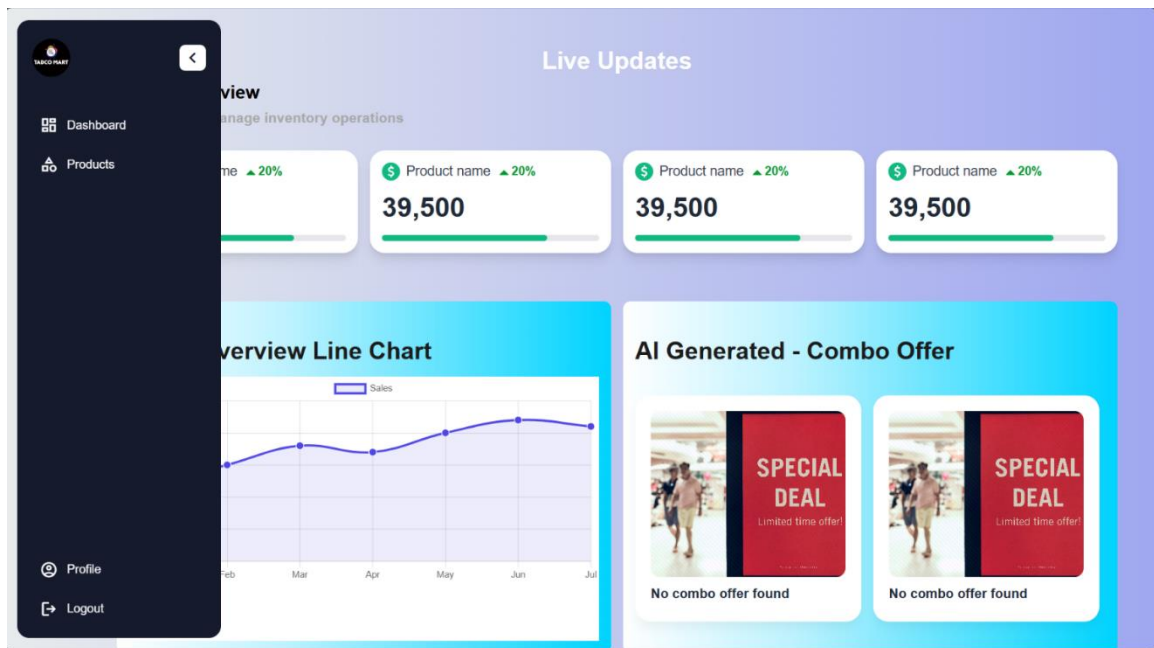 TABCO MART
Dashboard
Products
Profile
Logout
Live Updates
view
anage inventory operations
me 20%
Product name 20%
39,500
Product name 20%
39,500
Product name 20%
39,500
verview Line Chart
Sales
Feb
Mar
Apr
May
Jun
Jul
AI Generated - Combo Offer
SPECIAL
DEAL
Limited time offer!
No combo offer found
SPECIAL
DEAL
Limited time offer!
No combo offer found